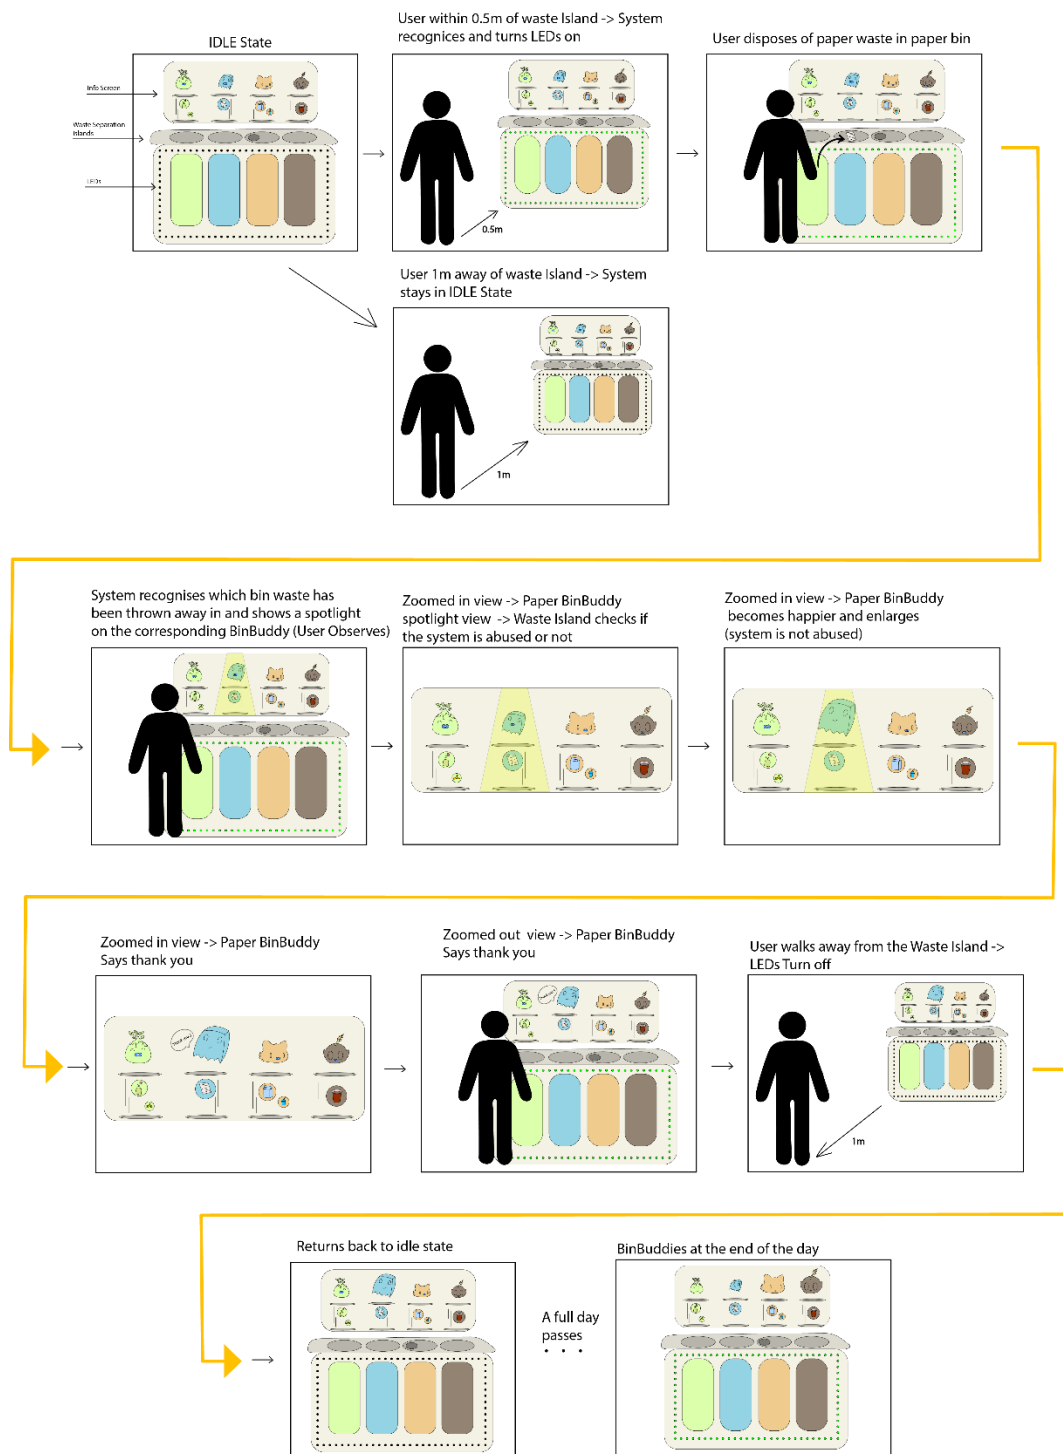 IDLE State
Info Screen
Waste Separation
Islands
LEDs
User within 0.5m of waste Island -> System
recognices and turns LEDs on
0.5m
User disposes of paper waste in paper bin
User 1m away of waste Island -> System
stays in IDLE State
1m
System recognises which bin waste has
been thrown away in and shows a spotlight
on the corresponding BinBuddy (User Observes)
Zoomed in view -> Paper BinBuddy
spotlight view -> Waste Island checks if
the system is abused or not
Zoomed in view -> Paper BinBuddy
becomes happier and enlarges
(system is not abused)
Zoomed in view -> Paper BinBuddy
Says thank you
Zoomed out view -> Paper BinBuddy
Says thank you
User walks away from the Waste Island ->
LEDs Turn off
1m
Returns back to idle state
A full day
passes
. . .
BinBuddies at the end of the day